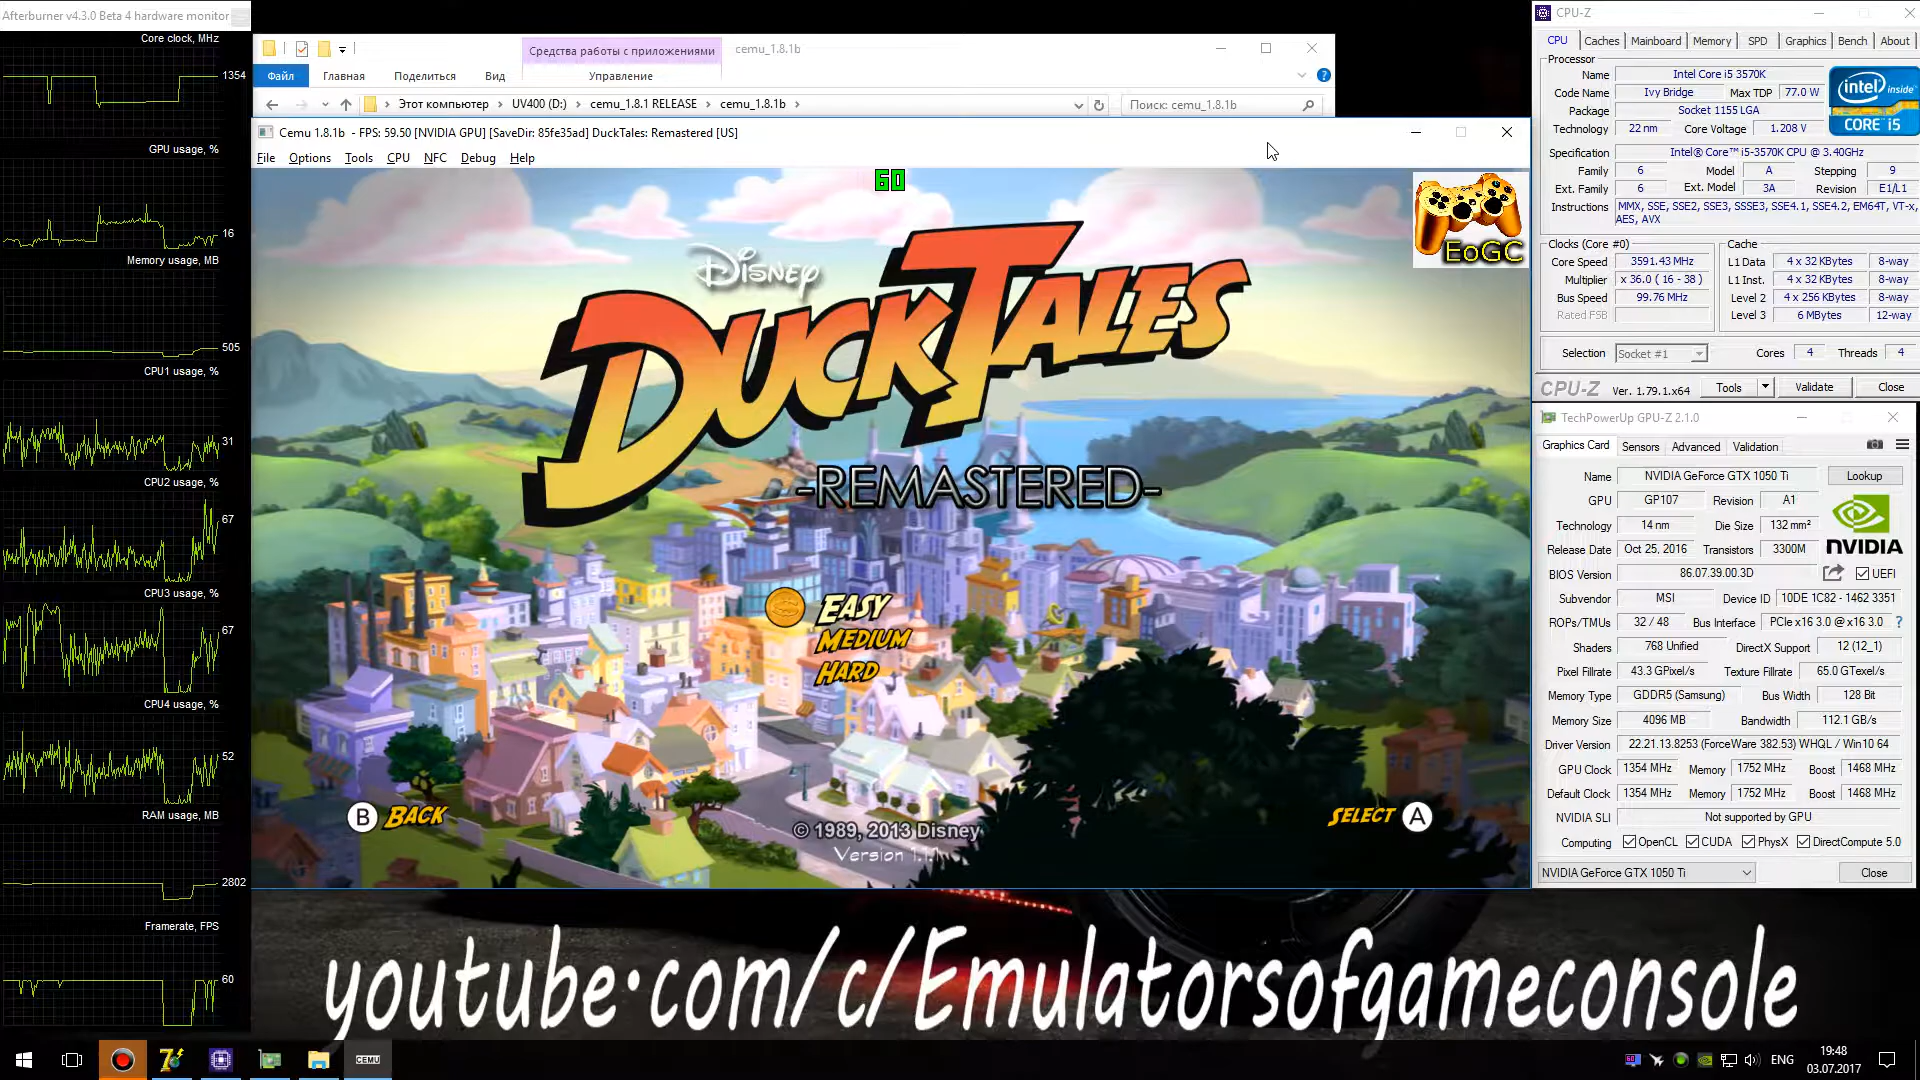 Afterburner v4.3.0 Beta 4 hardware monitor
Core clock, MHz
1354
GPU usage, %
16
Memory usage, MB
505
CPU1 usage, %
31
CPU2 usage, %
67
CPU3 usage, %
67
CPU4 usage, %
52
RAM usage, MB
2802
Framerate, FPS
60
Средства работы с приложениями
cemu_1.8.1b
Файл Главная Поделиться Вид Управление
Этот компьютер UV400 (D:) cemu_1.8.1 RELEASE cemu_1.8.1b
Поиск: cemu_1.8.1b
Cemu 1.8.1b - FPS: 59.50 [NVIDIA GPU] [SaveDir: 85fe35ad] DuckTales: Remastered [US]
File Options Tools CPU NFC Debug Help
60
EoGC
Disney
DUCKTALES
-REMASTERED-
EASY
MEDIUM
HARD
B BACK
SELECT A
© 1989, 2013 Disney
Version 1.1.1
youtube.com/c/Emulatorsofgameconsole
CPU-Z
CPU Caches Mainboard Memory SPD Graphics Bench About
Processor
Name Intel Core i5 3570K
Code Name Ivy Bridge Max TDP 77.0 W
Package Socket 1155 LGA
Technology 22 nm Core Voltage 1.208 V
intel inside
CORE i5
Specification Intel® Core™ i5-3570K CPU @ 3.40GHz
Family 6 Model A Stepping 9
Ext. Family 6 Ext. Model 3A Revision E1/L1
Instructions MMX, SSE, SSE2, SSE3, SSSE3, SSE4.1, SSE4.2, EM64T, VT-x,
AES, AVX
Clocks (Core #0)
Core Speed 3591.43 MHz
Multiplier x 36.0 ( 16 - 38 )
Bus Speed 99.76 MHz
Rated FSB
Cache
L1 Data 4 x 32 KBytes 8-way
L1 Inst. 4 x 32 KBytes 8-way
Level 2 4 x 256 KBytes 8-way
Level 3 6 MBytes 12-way
Selection Socket #1 Cores 4 Threads 4
CPU-Z Ver. 1.79.1.x64 Tools Validate Close
TechPowerUp GPU-Z 2.1.0
Graphics Card Sensors Advanced Validation
Name NVIDIA GeForce GTX 1050 Ti Lookup
GPU GP107 Revision A1
Technology 14 nm Die Size 132 mm²
Release Date Oct 25, 2016 Transistors 3300M
NVIDIA
BIOS Version 86.07.39.00.3D UEFI
Subvendor MSI Device ID 10DE 1C82 - 1462 3351
ROPs/TMUs 32 / 48 Bus Interface PCIe x16 3.0 @ x16 3.0 ?
Shaders 768 Unified DirectX Support 12 (12_1)
Pixel Fillrate 43.3 GPixel/s Texture Fillrate 65.0 GTexel/s
Memory Type GDDR5 (Samsung) Bus Width 128 Bit
Memory Size 4096 MB Bandwidth 112.1 GB/s
Driver Version 22.21.13.8253 (ForceWare 382.53) WHQL / Win10 64
GPU Clock 1354 MHz Memory 1752 MHz Boost 1468 MHz
Default Clock 1354 MHz Memory 1752 MHz Boost 1468 MHz
NVIDIA SLI Not supported by GPU
Computing OpenCL CUDA PhysX DirectCompute 5.0
NVIDIA GeForce GTX 1050 Ti Close
CEMU
ENG
19:48
03.07.2017